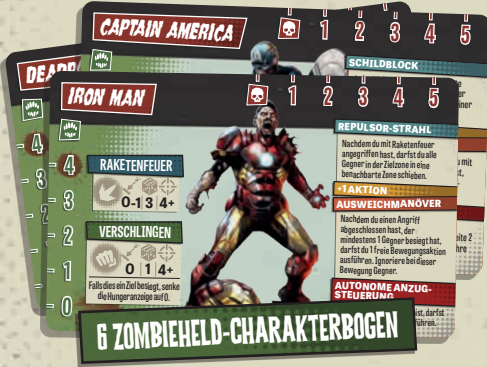 CAPTAIN AMERICA
1 2 3 4 5
SCHILDBLOCK
IRON MAN
1 2 3 4 5
4
3
2
1
0
RAKETENFEUER
0-1 3 4+
VERSCHLINGEN
0 1 4+
Falls dies ein Ziel besiegt, senke
die Hungeranzeige auf 0.
REPULSOR-STRAHL
Nachdem du mit Raketenfeuer
angegriffen hast, darfst du alle
Gegner in der Zielzone in eine
benachbarte Zone schieben.
+1 AKTION
AUSWEICHMANÖVER
Nachdem du einen Angriff
abgeschlossen hast, der
mindestens 1 Gegner besiegt hat,
darfst du 1 freie Bewegungsaktion
ausführen. Ignoriere bei dieser
Bewegung Gegner.
AUTONOME ANZUG-
STEUERUNG
4
3
2
1
0
6 ZOMBIEHELD-CHARAKTERBOGEN